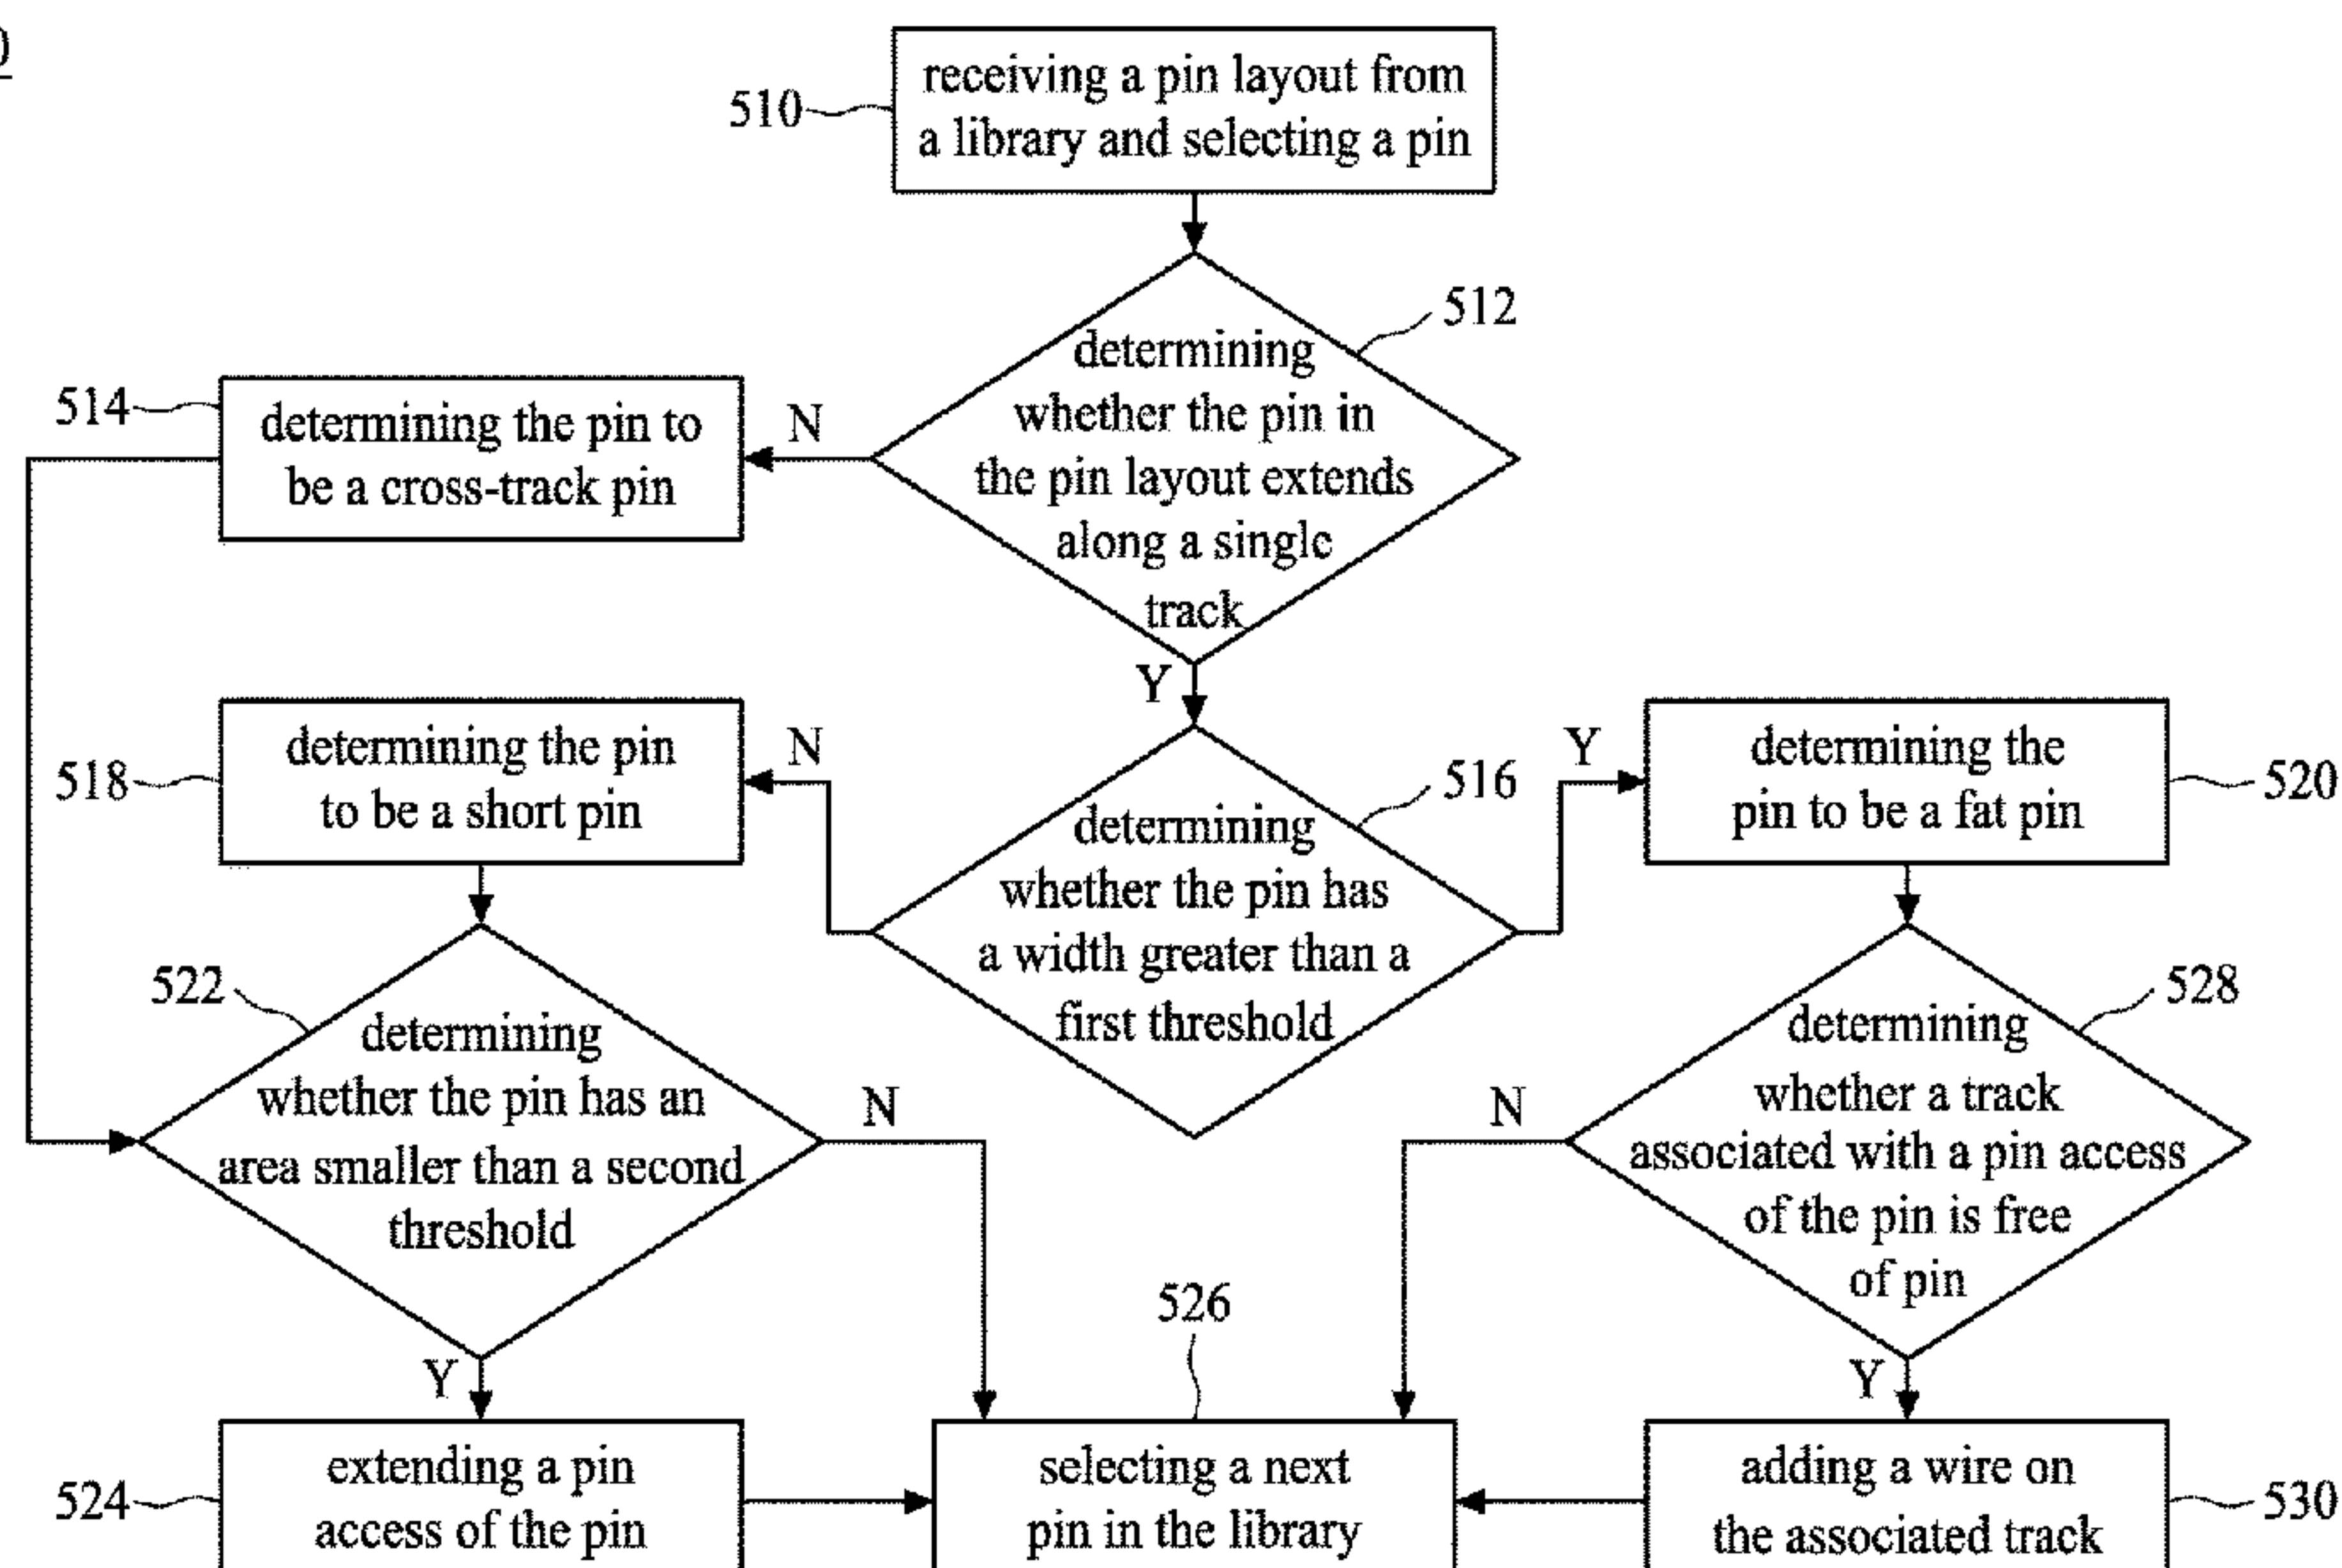 0
receiving a pin layout from
a library and selecting a pin
510
512
determining
whether the pin in
the pin layout extends
along a single
track
N
514
determining the pin to
be a cross-track pin
Y
516
determining
whether the pin has
a width greater than a
first threshold
N
518
determining the pin
to be a short pin
Y
determining the
pin to be a fat pin
520
522
determining
whether the pin has an
area smaller than a second
threshold
N
528
determining
whether a track
associated with a pin access
of the pin is free
of pin
N
Y
524
extending a pin
access of the pin
526
selecting a next
pin in the library
Y
adding a wire on
the associated track
530